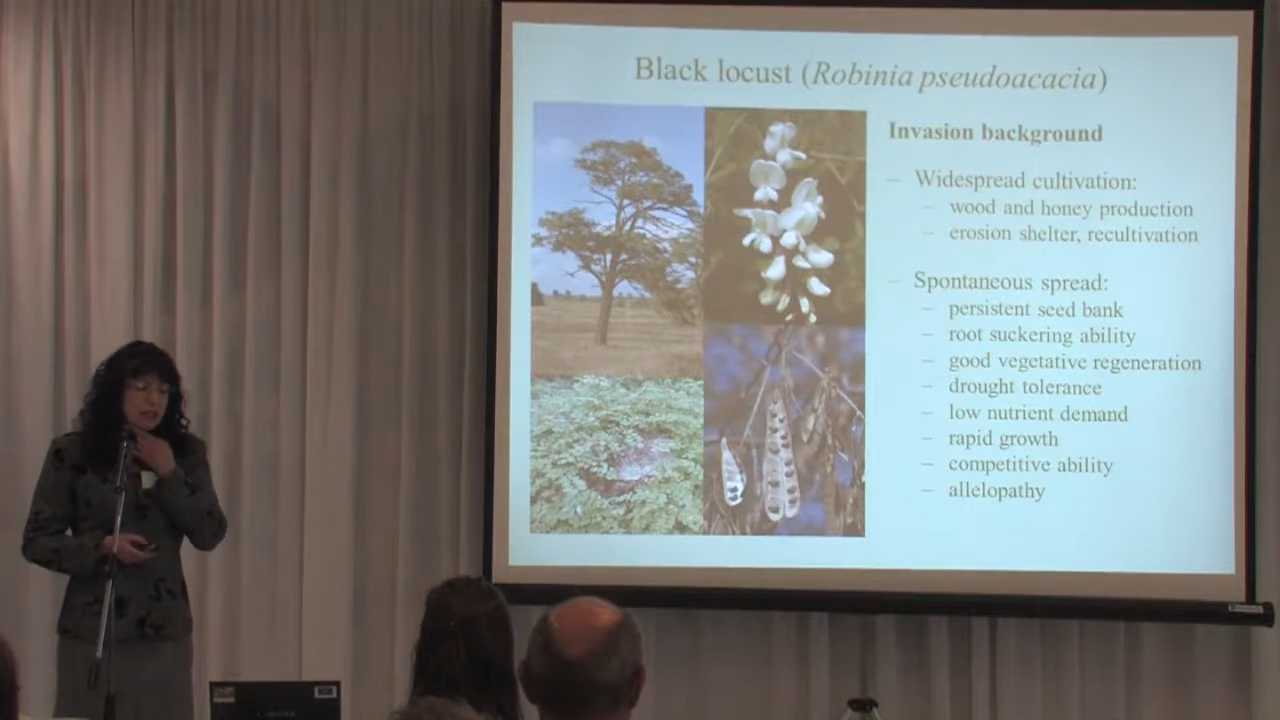 Black locust (Robinia pseudoacacia)
Invasion background
– Widespread cultivation:
– wood and honey production
– erosion shelter, recultivation
– Spontaneous spread:
– persistent seed bank
– root suckering ability
– good vegetative regeneration
– drought tolerance
– low nutrient demand
– rapid growth
– competitive ability
– allelopathy